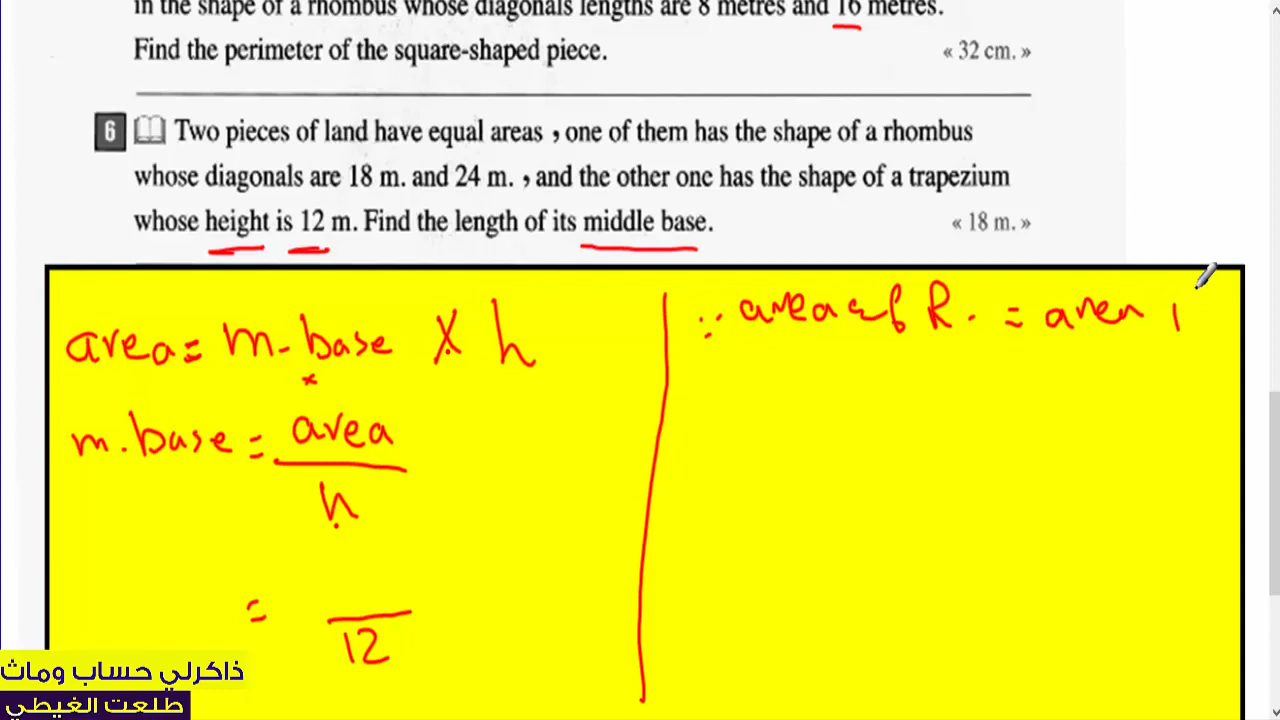 in the shape of a rhombus whose diagonals lengths are 8 metres and 16 metres.
Find the perimeter of the square-shaped piece. « 32 cm. »
6 Two pieces of land have equal areas , one of them has the shape of a rhombus
whose diagonals are 18 m. and 24 m. , and the other one has the shape of a trapezium
whose height is 12 m. Find the length of its middle base. « 18 m. »
area = m. base X h
m. base = area
h
=
12
∵ area of R. = area
ذاكرلي حساب وماث
طلعت الغيطي